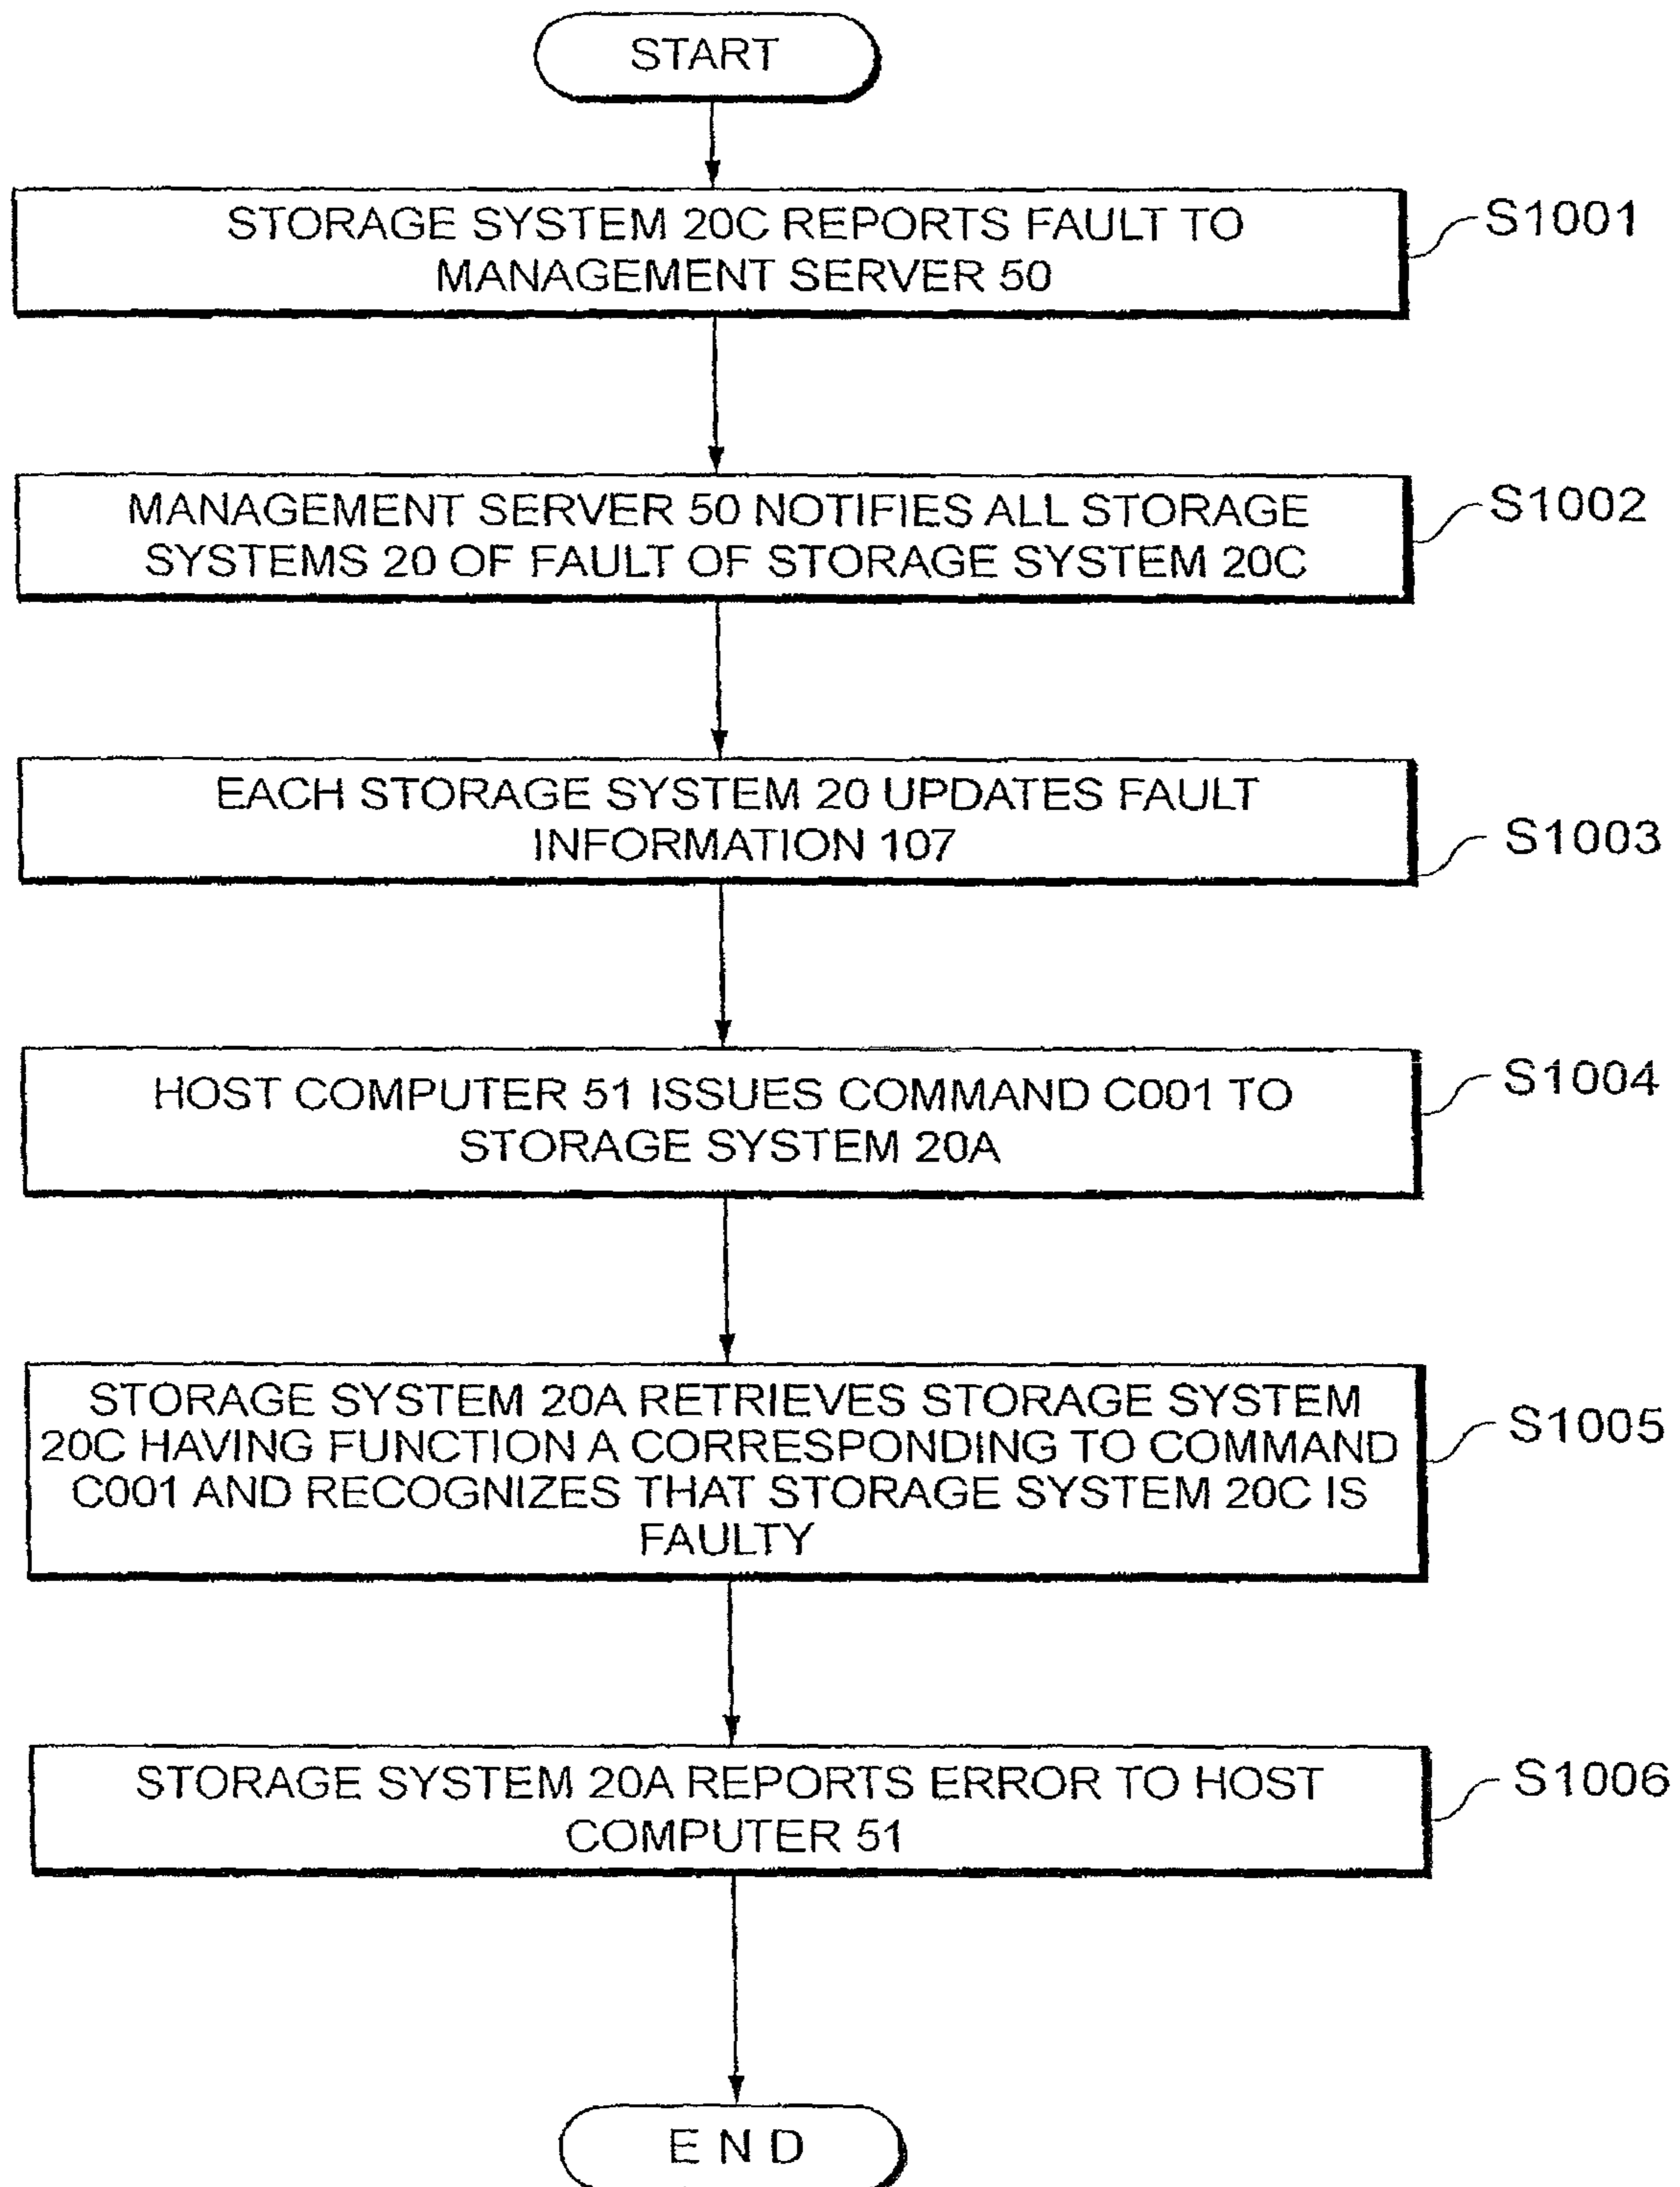 START
STORAGE SYSTEM 20C REPORTS FAULT TO
MANAGEMENT SERVER 50
S1001
MANAGEMENT SERVER 50 NOTIFIES ALL STORAGE
SYSTEMS 20 OF FAULT OF STORAGE SYSTEM 20C
S1002
EACH STORAGE SYSTEM 20 UPDATES FAULT
INFORMATION 107
S1003
HOST COMPUTER 51 ISSUES COMMAND C001 TO
STORAGE SYSTEM 20A
S1004
STORAGE SYSTEM 20A RETRIEVES STORAGE SYSTEM
20C HAVING FUNCTION A CORRESPONDING TO COMMAND
C001 AND RECOGNIZES THAT STORAGE SYSTEM 20C IS
FAULTY
S1005
STORAGE SYSTEM 20A REPORTS ERROR TO HOST
COMPUTER 51
S1006
E N D